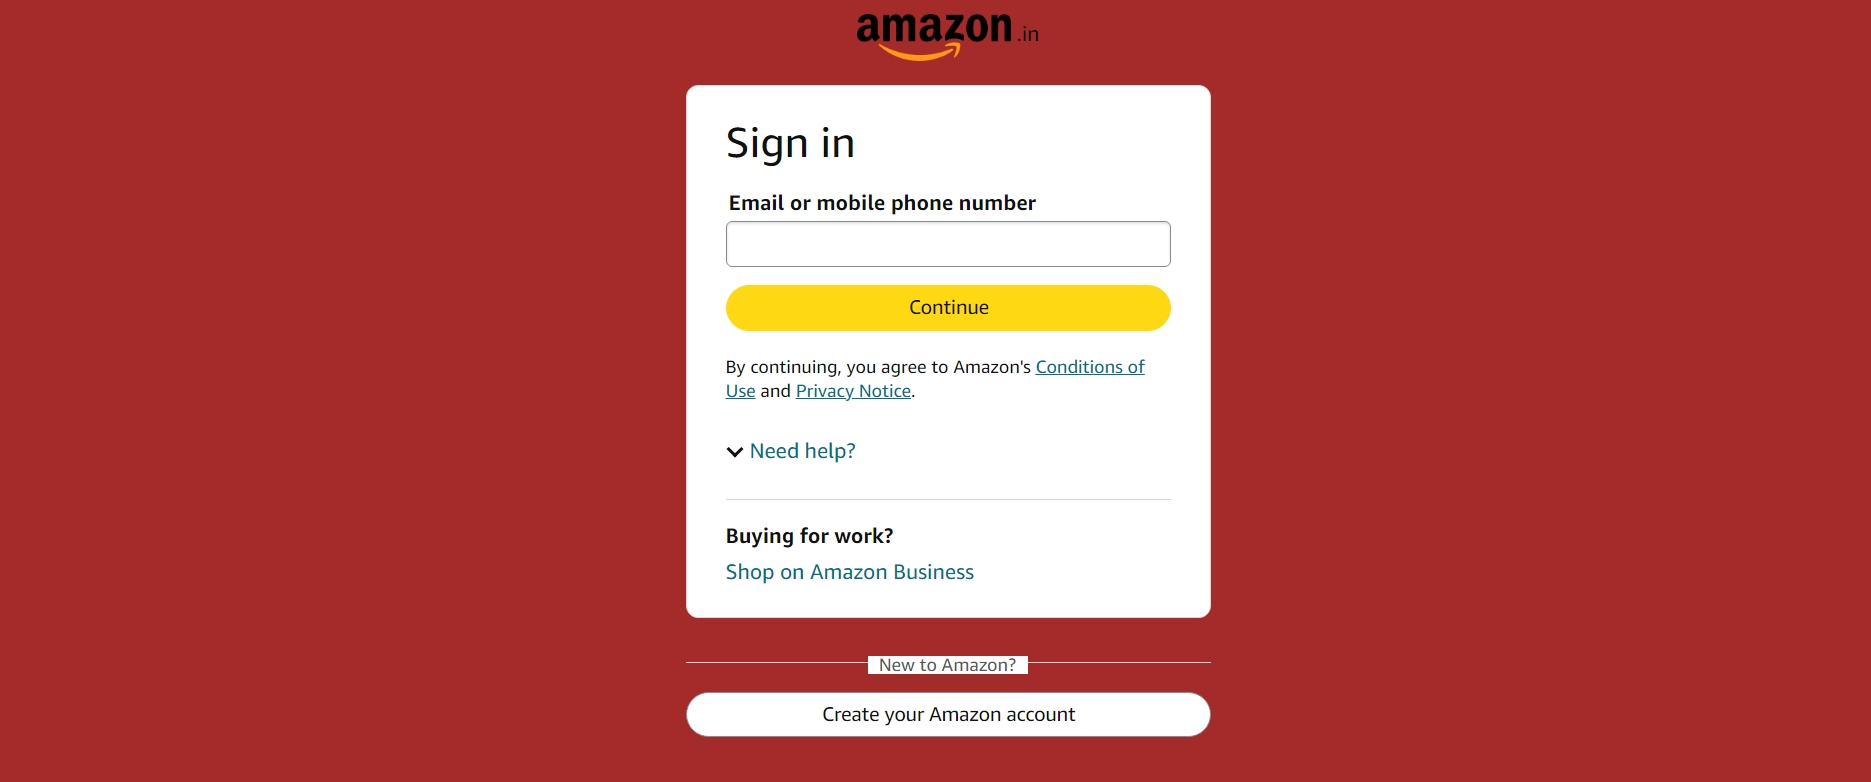 amazon.in
Sign in
Email or mobile phone number
Continue
By continuing, you agree to Amazon's Conditions of
Use and Privacy Notice.
Need help?
Buying for work?
Shop on Amazon Business
New to Amazon?
Create your Amazon account